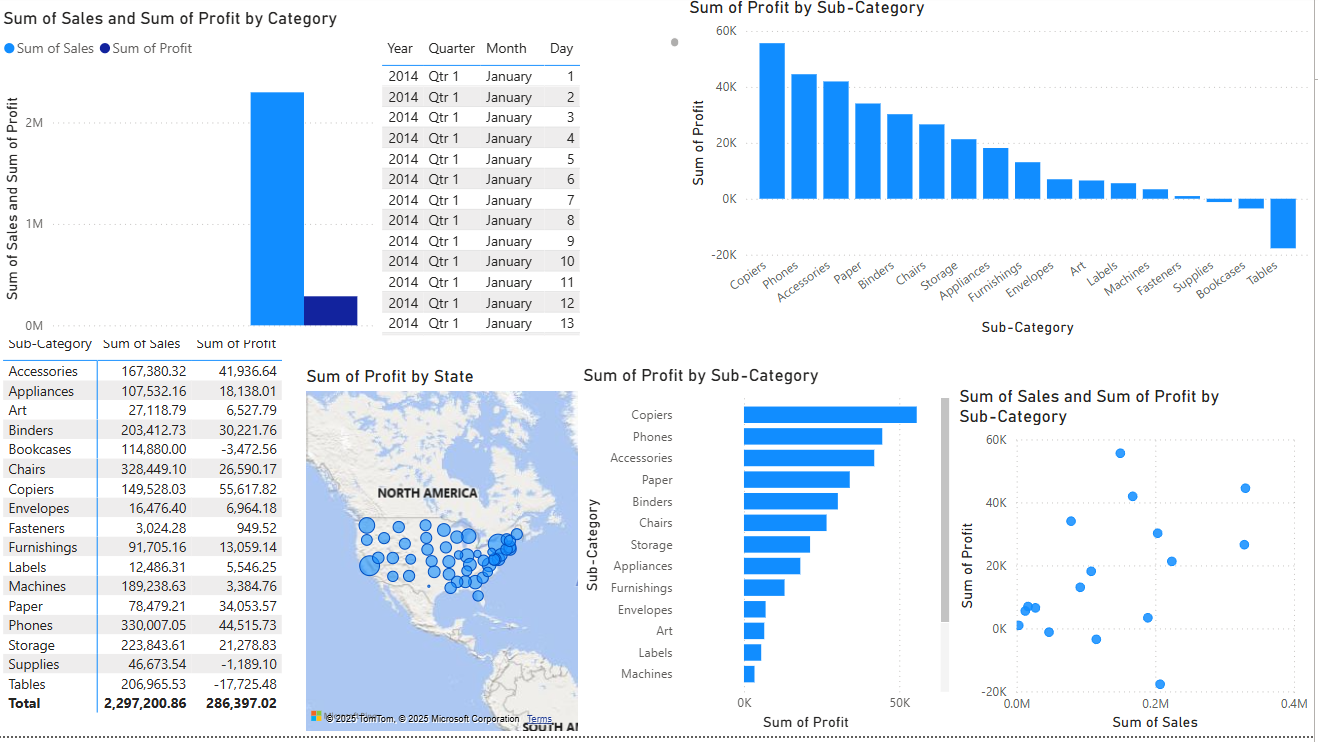 Sum of Sales and Sum of Profit by Category
Sum of Sales Sum of Profit
Sum of Sales and Sum of Profit
2M
1M
0M
Year Quarter Month Day
2014 Qtr 1 January 1
2014 Qtr 1 January 2
2014 Qtr 1 January 3
2014 Qtr 1 January 4
2014 Qtr 1 January 5
2014 Qtr 1 January 6
2014 Qtr 1 January 7
2014 Qtr 1 January 8
2014 Qtr 1 January 9
2014 Qtr 1 January 10
2014 Qtr 1 January 11
2014 Qtr 1 January 12
2014 Qtr 1 January 13
Sum of Profit by Sub-Category
Sum of Profit
60K
40K
20K
0K
-20K
Copiers
Phones
Accessories
Paper
Binders
Chairs
Storage
Appliances
Furnishings
Envelopes
Art
Labels
Machines
Fasteners
Supplies
Bookcases
Tables
Sub-Category
Sub-Category Sum of Sales Sum of Profit
Accessories 167,380.32 41,936.64
Appliances 107,532.16 18,138.01
Art 27,118.79 6,527.79
Binders 203,412.73 30,221.76
Bookcases 114,880.00 -3,472.56
Chairs 328,449.10 26,590.17
Copiers 149,528.03 55,617.82
Envelopes 16,476.40 6,964.18
Fasteners 3,024.28 949.52
Furnishings 91,705.16 13,059.14
Labels 12,486.31 5,546.25
Machines 189,238.63 3,384.76
Paper 78,479.21 34,053.57
Phones 330,007.05 44,515.73
Storage 223,843.61 21,278.83
Supplies 46,673.54 -1,189.10
Tables 206,965.53 -17,725.48
Total 2,297,200.86 286,397.02
Sum of Profit by State
NORTH AMERICA
© 2025 TomTom, © 2025 Microsoft Corporation Terms
SOUTH AM
Sum of Profit by Sub-Category
Sub-Category
Copiers
Phones
Accessories
Paper
Binders
Chairs
Storage
Appliances
Furnishings
Envelopes
Art
Labels
Machines
0K 50K
Sum of Profit
Sum of Sales and Sum of Profit by
Sub-Category
Sum of Profit
60K
40K
20K
0K
-20K
0.0M 0.2M 0.4M
Sum of Sales